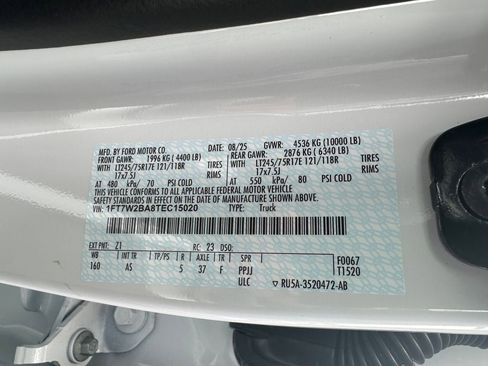 MFD. BY FORD MOTOR CO. 08/25 GVWR: 4536 KG (10000 LB)
FRONT GAWR: 1996 KG (4400 LB) REAR GAWR: 2876 KG (6340 LB)
LT245/75R17E 121/118R TIRES LT245/75R17E 121/118R TIRES
17x7.5J RIMS 17x7.5J RIMS
AT 480 kPa/ 70 PSI COLD AT 550 kPa/ 80 PSI COLD
THIS VEHICLE CONFORMS TO ALL APPLICABLE FEDERAL MOTOR VEHICLE
SAFETY STANDARDS IN EFFECT ON THE DATE OF MANUFACTURE SHOWN ABOVE.
VIN: 1FT7W2BA8TEC15020 TYPE: Truck
EXT PNT: Z1 RC: 23 DSO:
WB INT TR TP/PS R AXLE TR SPR F0067
160 AS 5 37 F PPJJ T1520
ULC ▽ RU5A-3520472-AB